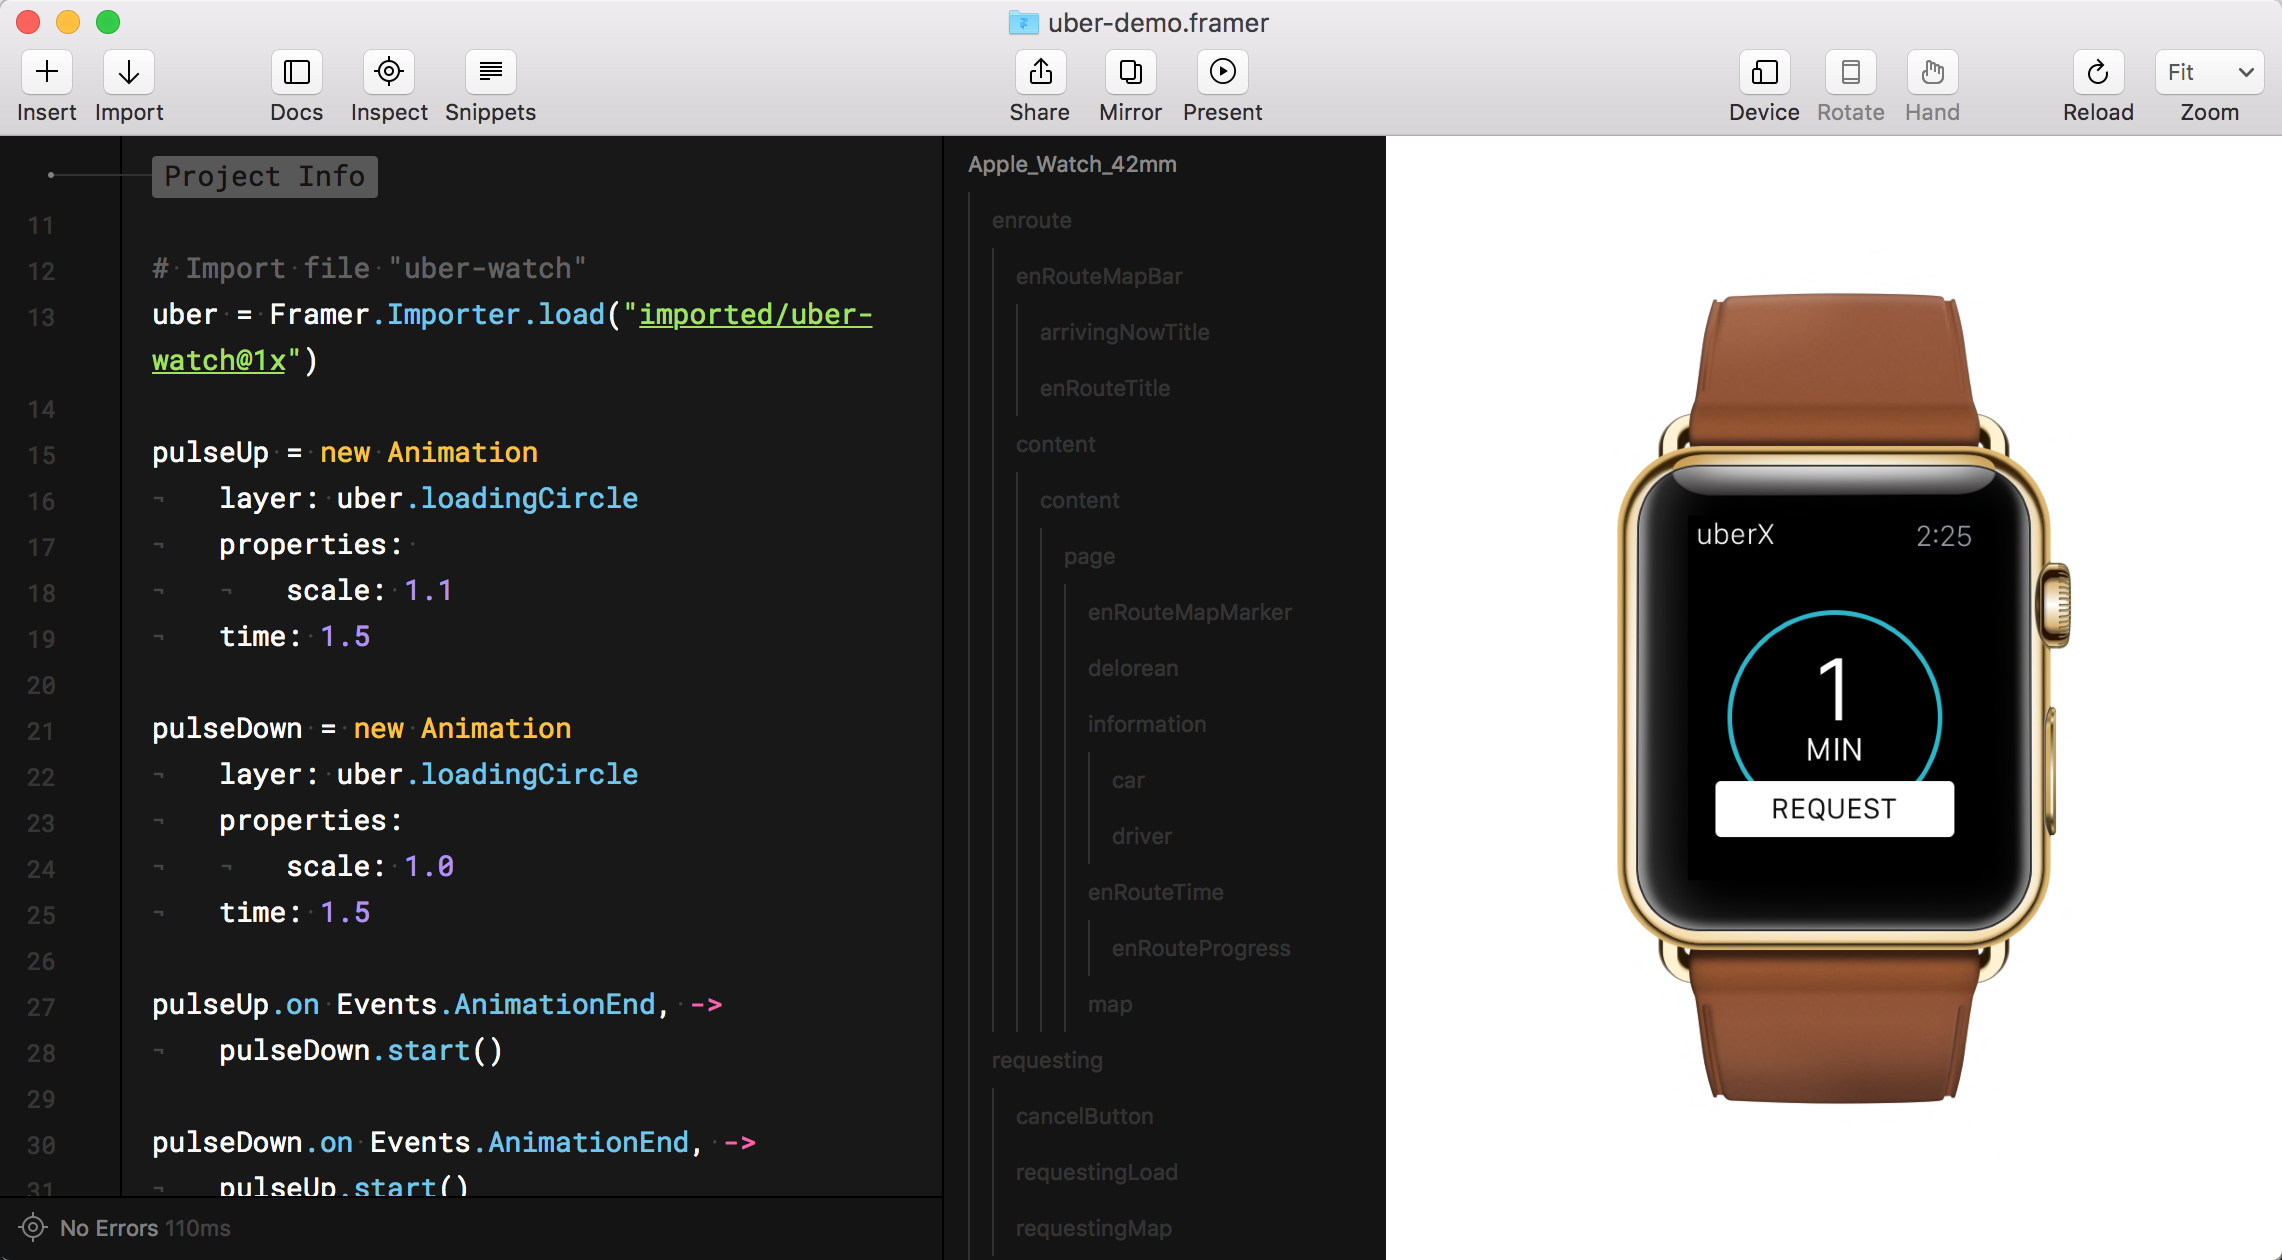 uber-demo.framer
Insert
Import
Docs
Inspect
Snippets
Share
Mirror
Present
Device
Rotate
Hand
Reload
Fit
Zoom
Project Info
11
12 # Import file "uber-watch"
13 uber = Framer.Importer.load("imported/uber-
watch@1x")
14
15 pulseUp = new Animation
16 layer: uber.loadingCircle
17 properties:
18 scale: 1.1
19 time: 1.5
20
21 pulseDown = new Animation
22 layer: uber.loadingCircle
23 properties:
24 scale: 1.0
25 time: 1.5
26
27 pulseUp.on Events.AnimationEnd, ->
28 pulseDown.start()
29
30 pulseDown.on Events.AnimationEnd, ->
31 pulseUp.start()
No Errors 110ms
Apple_Watch_42mm
enroute
enRouteMapBar
arrivingNowTitle
enRouteTitle
content
content
page
enRouteMapMarker
delorean
information
car
driver
enRouteTime
enRouteProgress
map
requesting
cancelButton
requestingLoad
requestingMap
uberX 2:25
1
MIN
REQUEST